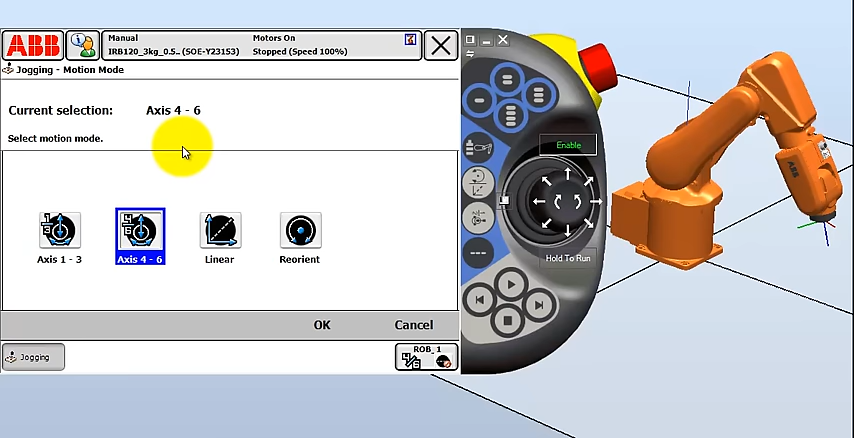 ABB
Manual
Motors On
IRB120_3kg_0.5.. (SOE-Y23153)
Stopped (Speed 100%)
Jogging - Motion Mode
Current selection:
Axis 4 - 6
Select motion mode.
Axis 1 - 3
Axis 4 - 6
Linear
Reorient
OK
Cancel
Jogging
ROB_1
Enable
Hold To Run
ABB